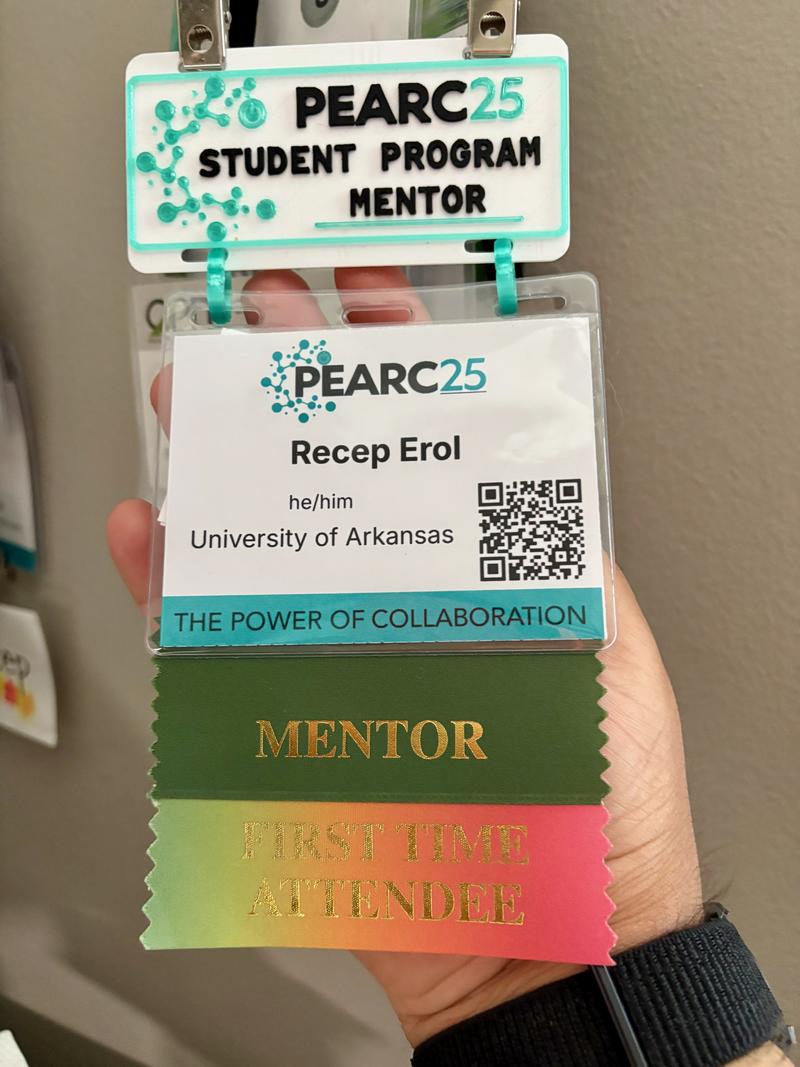 PEARC25
STUDENT PROGRAM
MENTOR
PEARC25
Recep Erol
he/him
University of Arkansas
THE POWER OF COLLABORATION
MENTOR
FIRST TIME
ATTENDEE